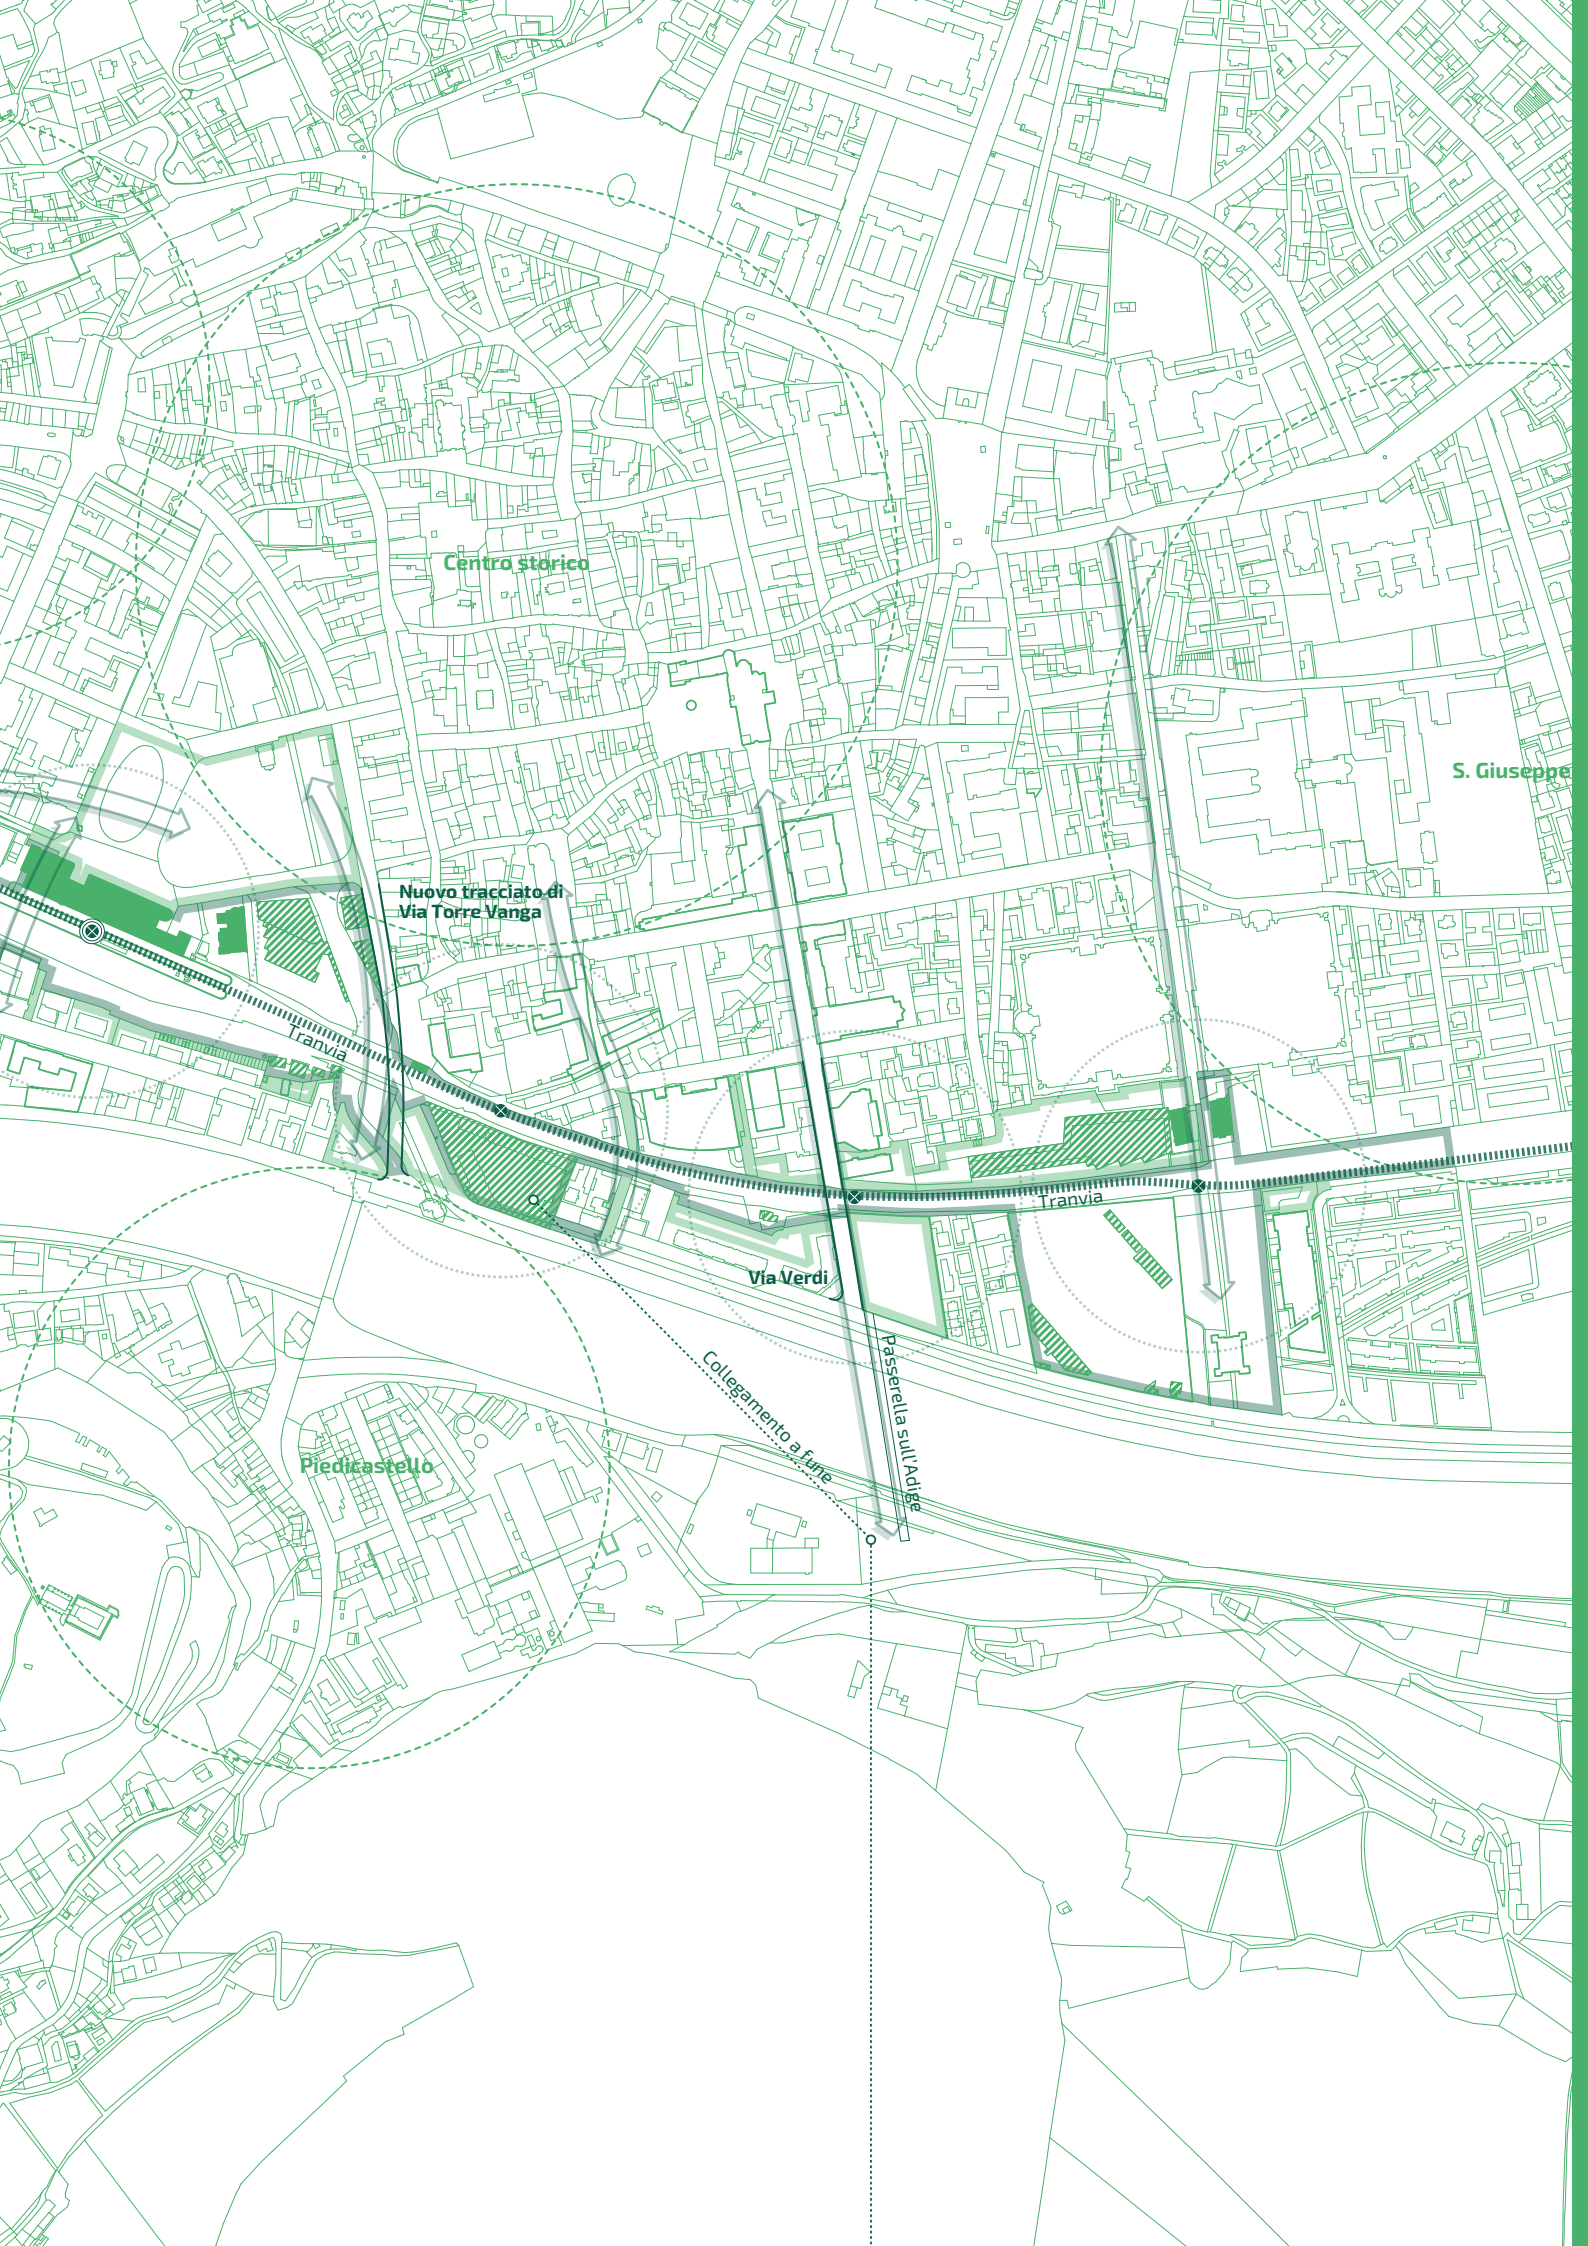 Centro storico
S. Giuseppe
Nuovo tracciato di
Via Torre Vanga
Tranvia
Tranvia
Via Verdi
Passerella sull'Adige
Collegamento a fune
Piedicastello